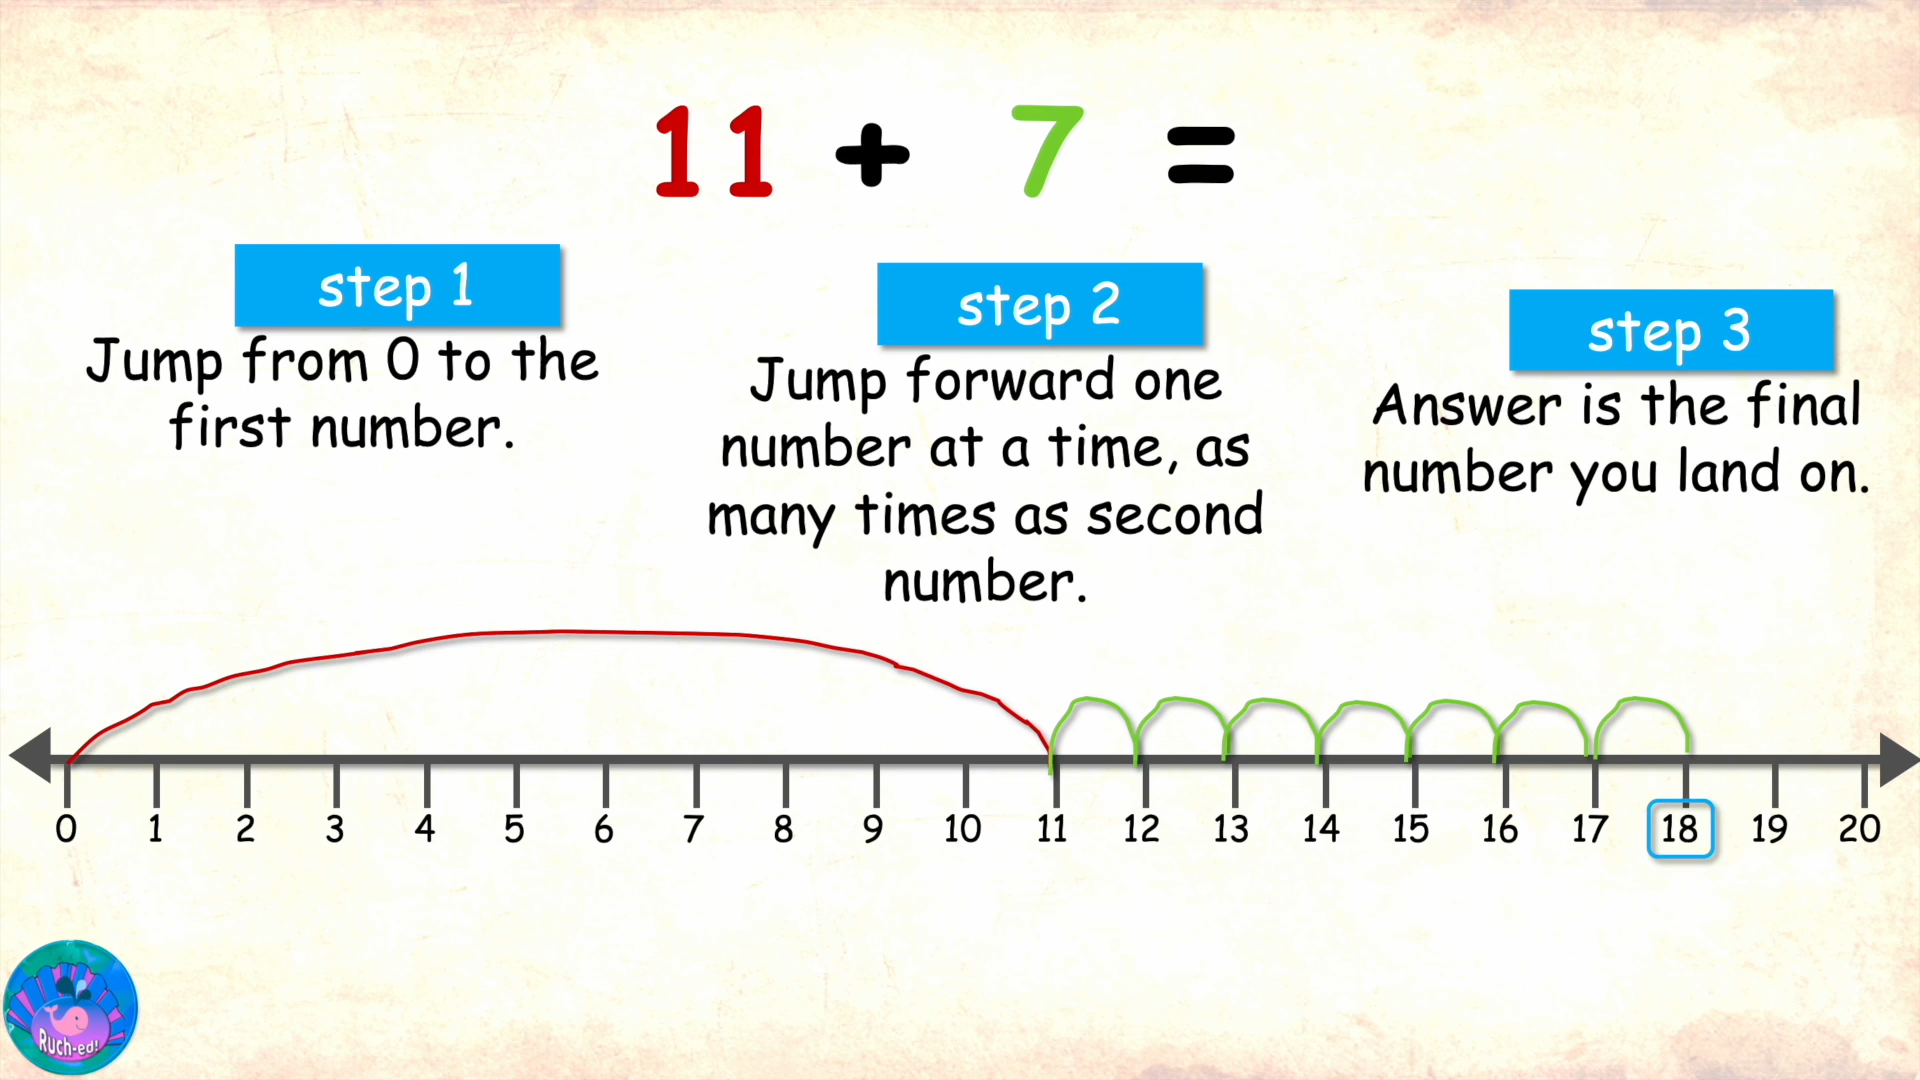 11 + 7 =
step 1
Jump from 0 to the
first number.
step 2
Jump forward one
number at a time, as
many times as second
number.
step 3
Answer is the final
number you land on.
0 1 2 3 4 5 6 7 8 9 10 11 12 13 14 15 16 17 18 19 20
Ruch-ed!